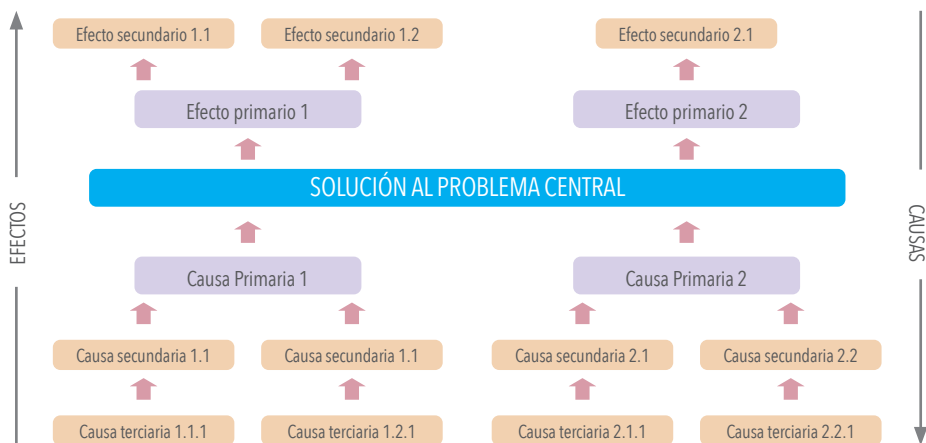 Efecto secundario 1.1
Efecto secundario 1.2
Efecto secundario 2.1
Efecto primario 1
Efecto primario 2
SOLUCIÓN AL PROBLEMA CENTRAL
EFECTOS
CAUSAS
Causa Primaria 1
Causa Primaria 2
Causa secundaria 1.1
Causa secundaria 1.1
Causa secundaria 2.1
Causa secundaria 2.2
Causa terciaria 1.1.1
Causa terciaria 1.2.1
Causa terciaria 2.1.1
Causa terciaria 2.2.1